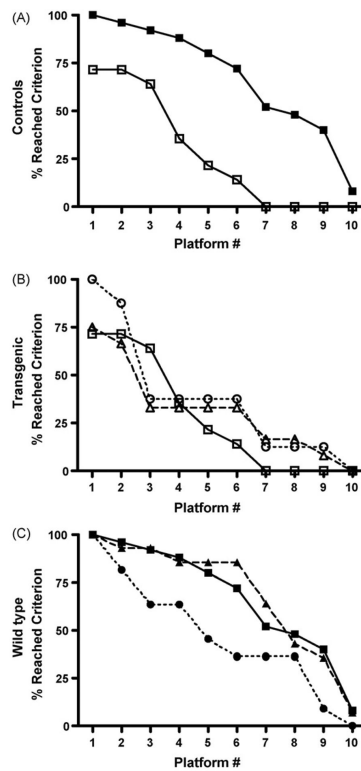 (A)
Controls
% Reached Criterion
100
75
50
25
0
1 2 3 4 5 6 7 8 9 10
Platform #
(B)
Transgenic
% Reached Criterion
100
75
50
25
0
1 2 3 4 5 6 7 8 9 10
Platform #
(C)
Wild type
% Reached Criterion
100
75
50
25
0
1 2 3 4 5 6 7 8 9 10
Platform #